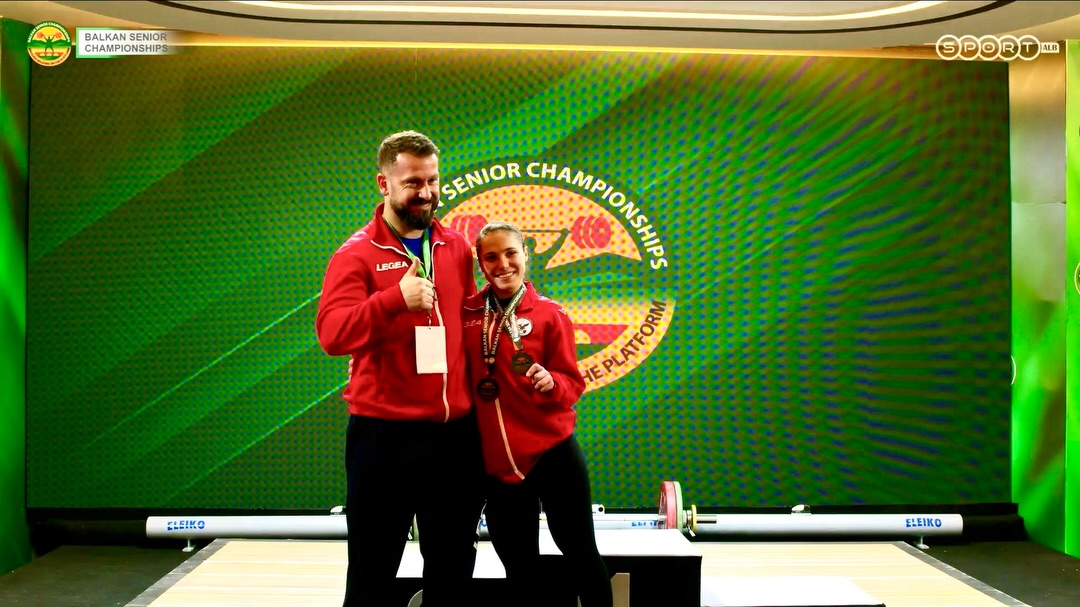 BALKAN SENIOR
CHAMPIONSHIPS
SPORT ALB
SENIOR CHAMPIONSHIPS
HE PLATFORM
LEGEA
ELEIKO
ELEIKO